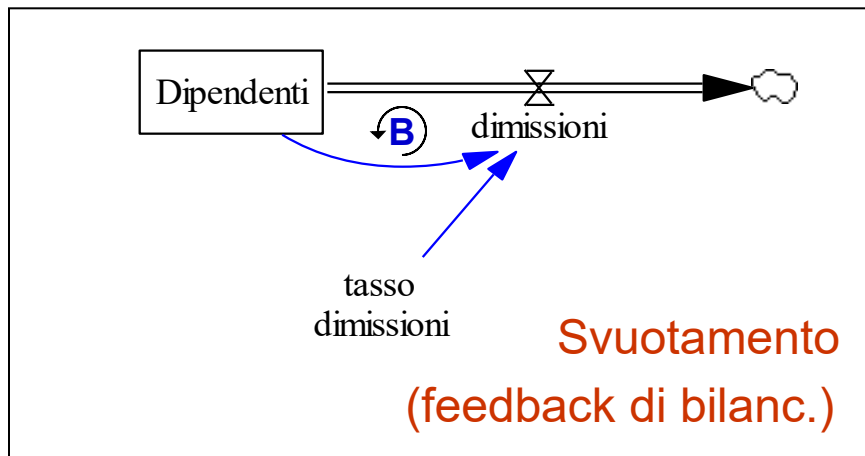 Dipendenti
B
dimissioni
tasso
dimissioni
Svuotamento
(feedback di bilanc.)